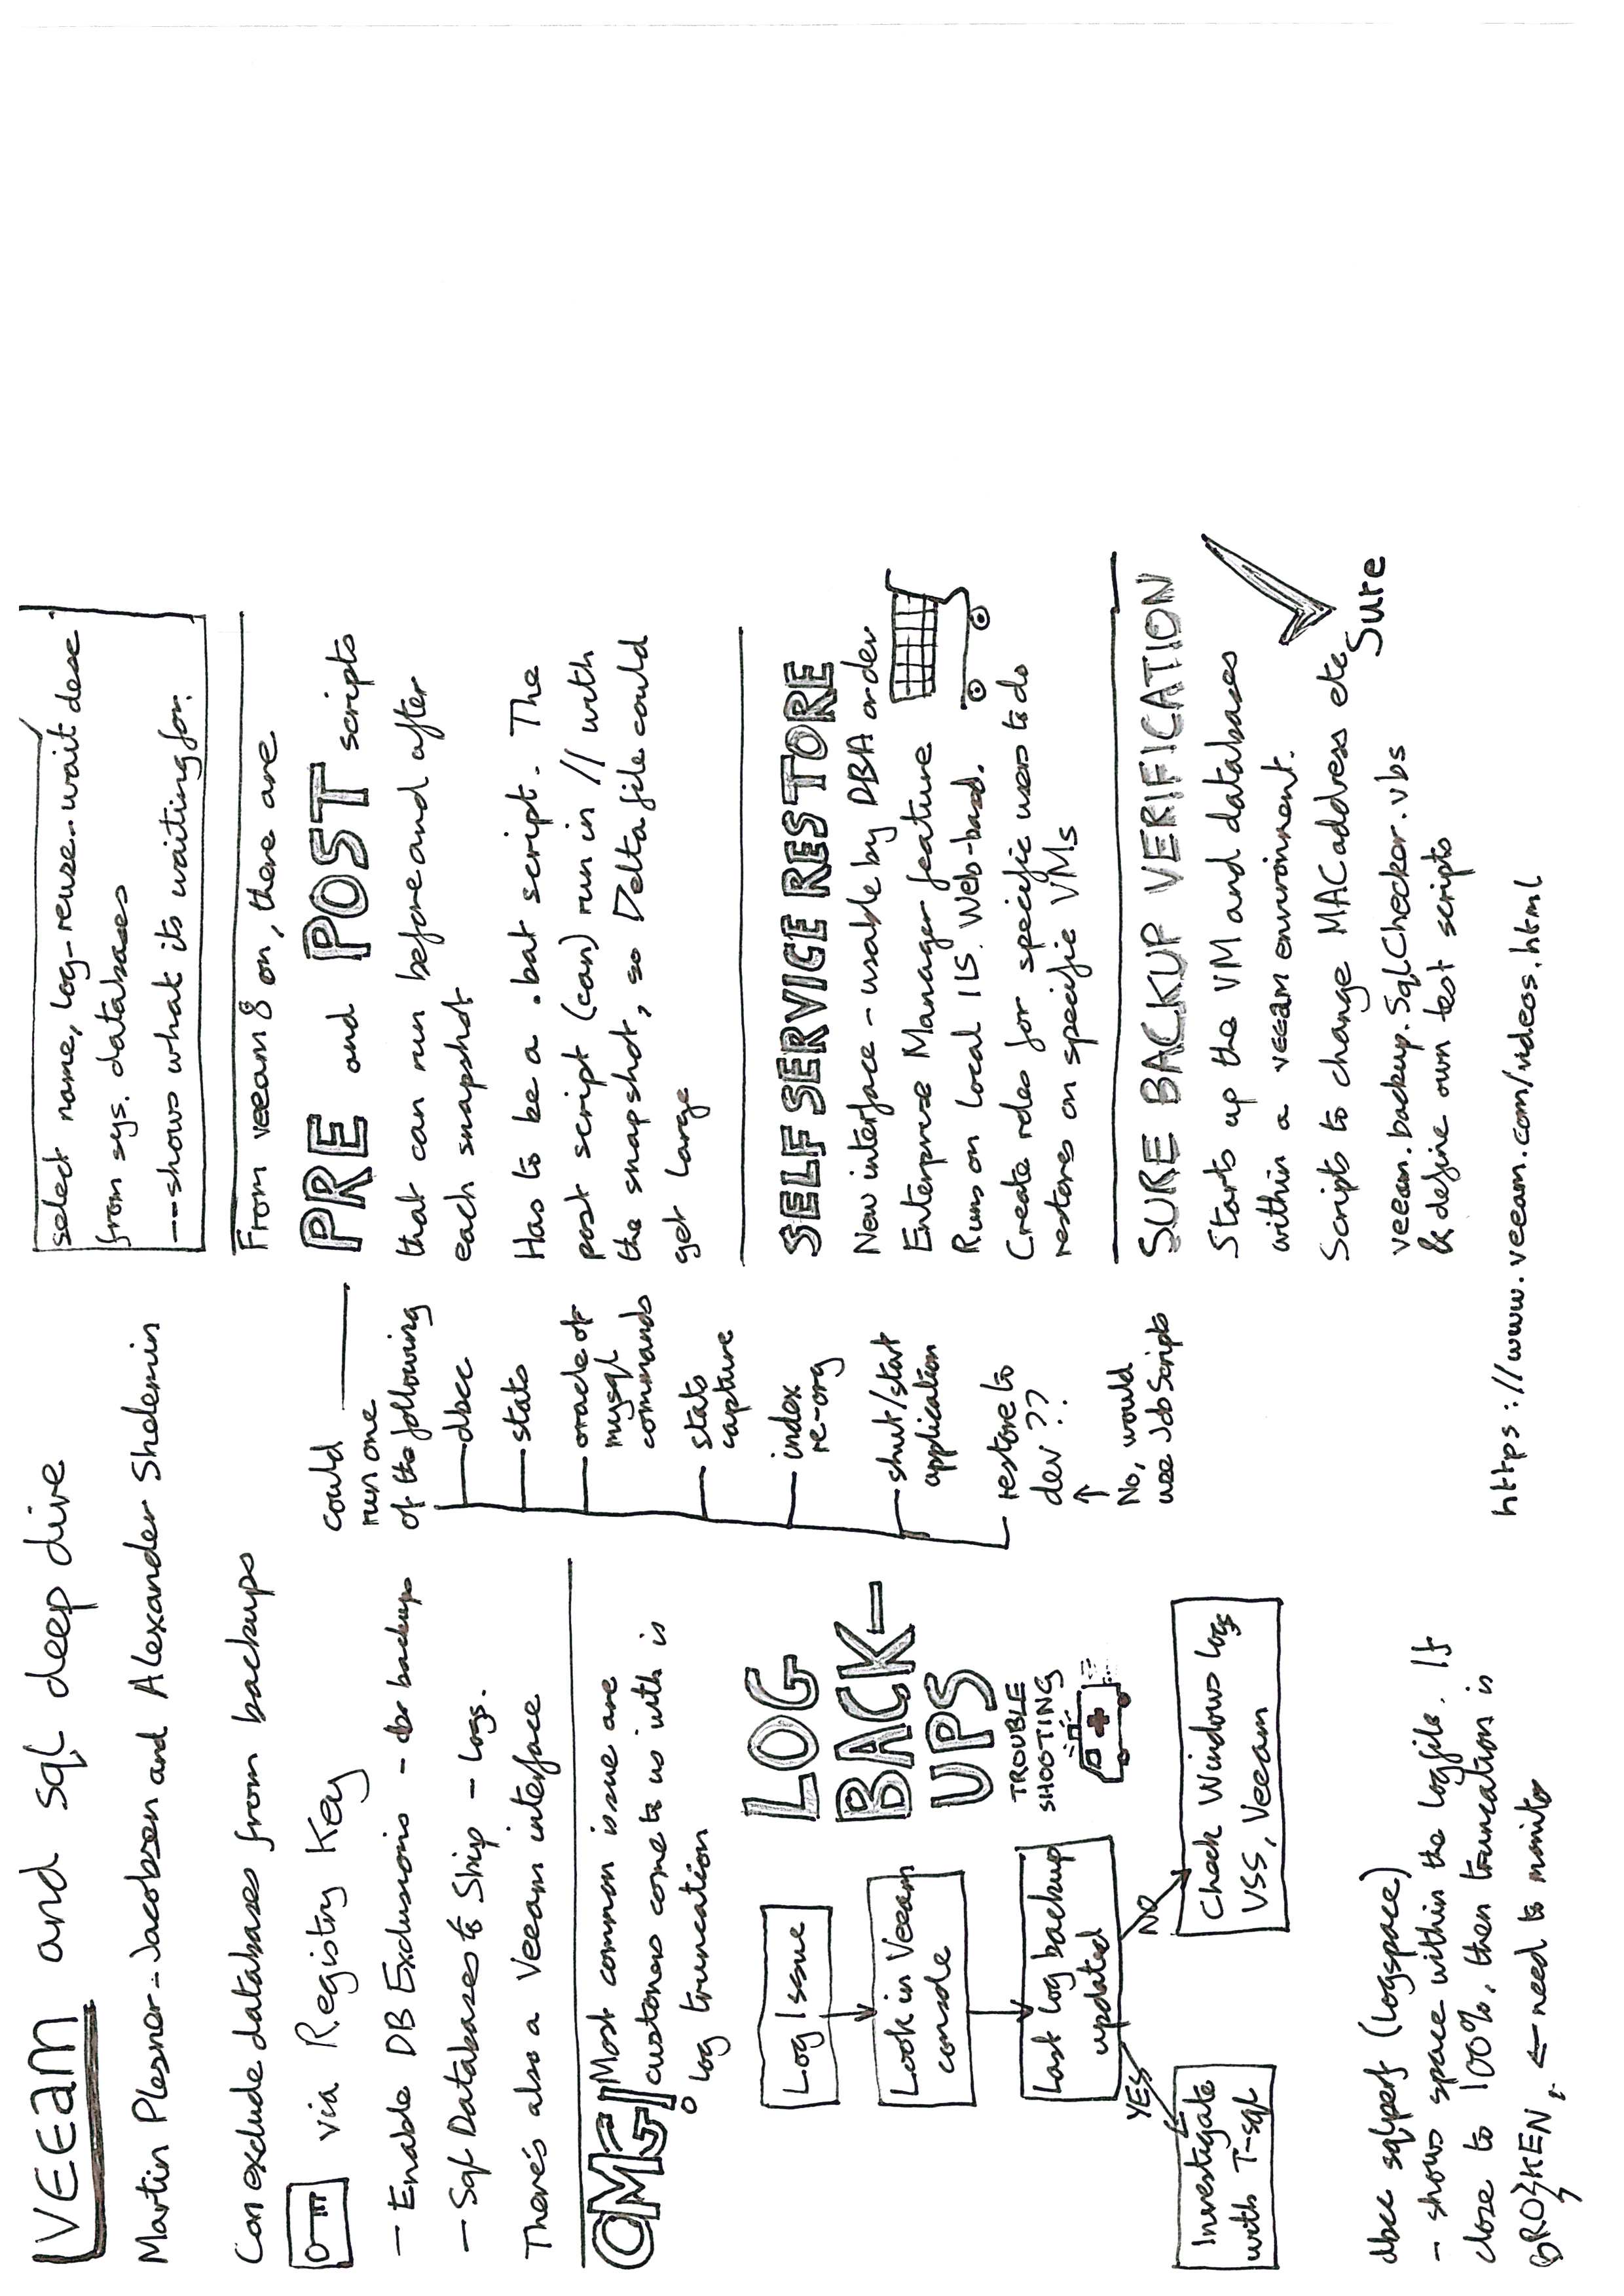 veeam and sql deep dive
Martin Plesner-Jacobsen and Alexander Shelemin
Can exclude databases from backups
via Registry Key
- Enable DB Exclusions - db backups
- Sql Databases to Skip - logs.
There's also a Veeam interface
OMG! Most common issue are
customers come to us with is
log truncation
LOG
BACK-
UPS
TROUBLE
SHOOTING
Log Issue
Look in Veeam
console
Last log backup
updated
YES
NO
Investigate
with T-sql
Check Windows logs
VSS, Veeam
dbcc sqlperf (logspace)
- shows space within the logfile. If
close to 100%, then truncation is
BROKEN. ← need to monitor
could
run one
of the following
dbcc
stats
oracle of
mysql
commands
stats
capture
index
re-org
shut/start
application
restore to
dev ??
↑
No, would
use Job Scripts
select name, log-reuse-wait desc
from sys. databases
--shows what its waiting for.
From veeam 8 on, there are
PRE and POST scripts
that can run before and after
each snapshot
Has to be a .bat script. The
post script (can) run in // with
the snapshot, so Delta file could
get large
SELF SERVICE RESTORE
New interface - usable by DBA or dev
Enterprise Manager feature
Runs on local IIS. Web-based.
Create roles for specific users to do
restores on specific VMs
SURE BACKUP VERIFICATION
Starts up the VM and databases
within a veeam environment.
Scripts to change MAC address etc
Sure
veeam.backup.SqlChecker.vbs
& define own test scripts
https://www.veeam.com/videos.html